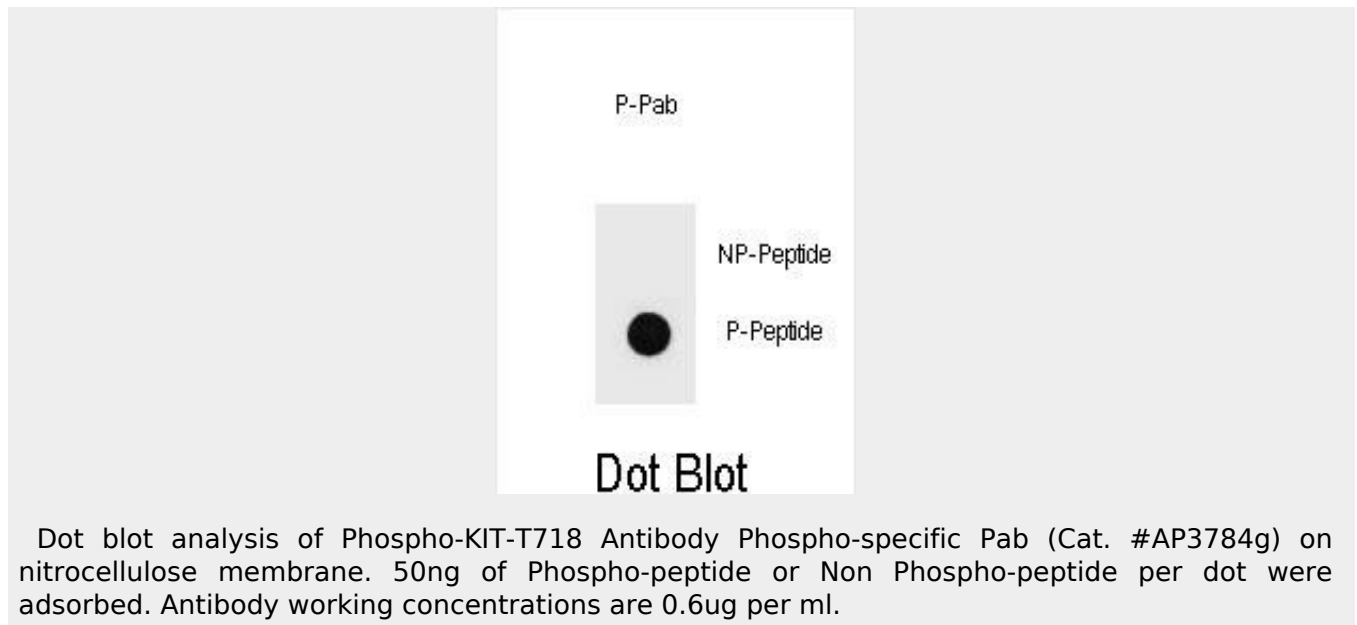 P-Pab
NP-Peptide
P-Peptide
Dot Blot
Dot blot analysis of Phospho-KIT-T718 Antibody Phospho-specific Pab (Cat. #AP3784g) on
nitrocellulose membrane. 50ng of Phospho-peptide or Non Phospho-peptide per dot were
adsorbed. Antibody working concentrations are 0.6ug per ml.